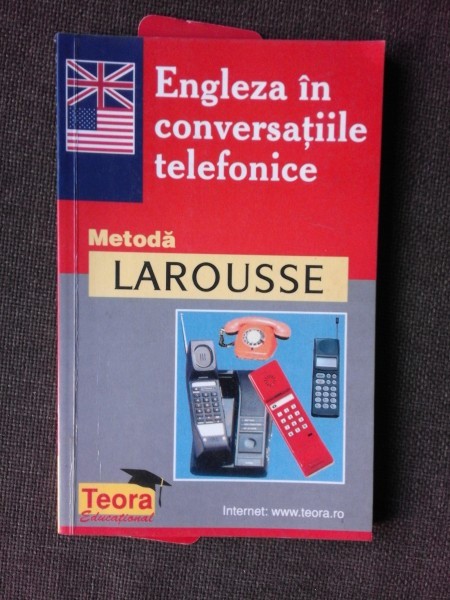 Engleza în
conversațiile
telefonice
Metodă
LAROUSSE
Teora
Educațional
Internet: www.teora.ro